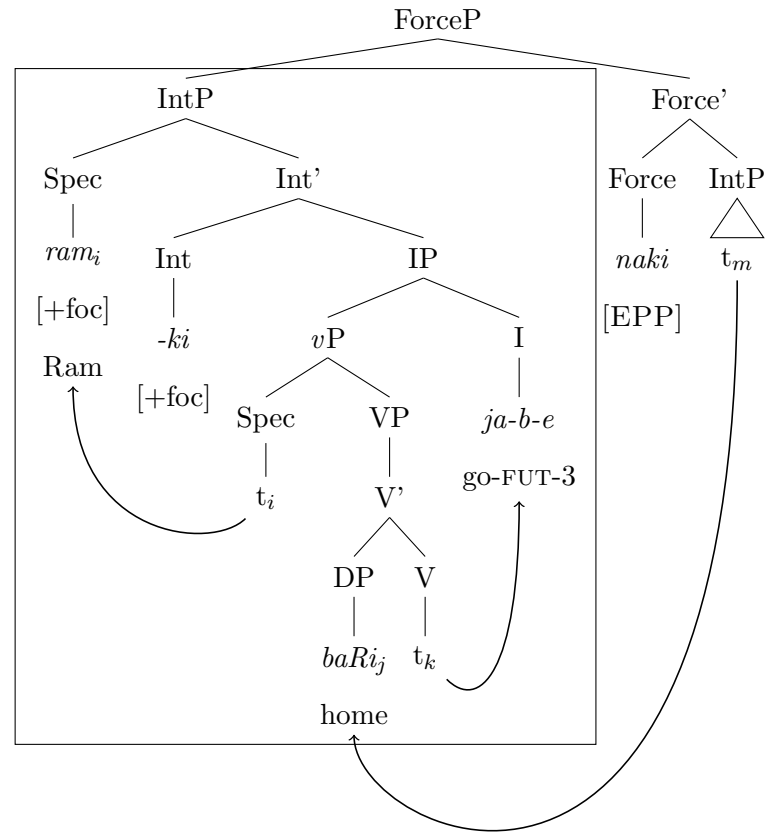 ForceP
IntP Force'
Spec Int' Force IntP
ram_i Int IP naki t_m
[+foc] -ki vP I [EPP]
Ram [+foc] Spec VP ja-b-e
t_i V' go-FUT-3
DP V
baRi_j t_k
home